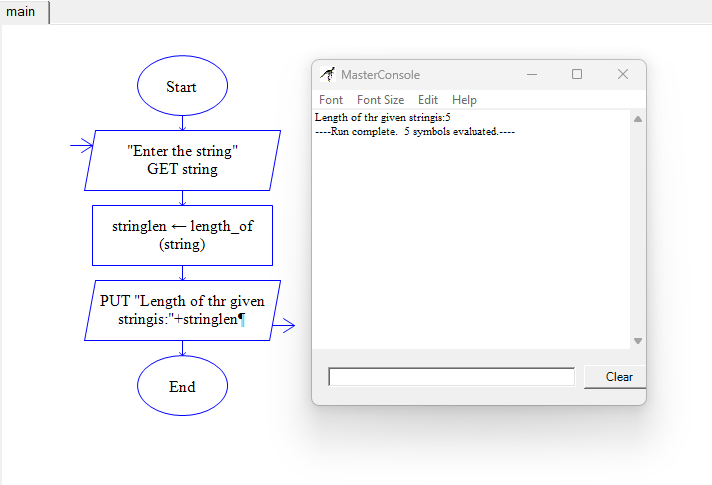 main
Start
"Enter the string"
GET string
stringlen ← length_of
(string)
PUT "Length of thr given
stringis:"+stringlen¶
End
MasterConsole
Font Font Size Edit Help
Length of thr given stringis:5
----Run complete.  5 symbols evaluated.----
Clear